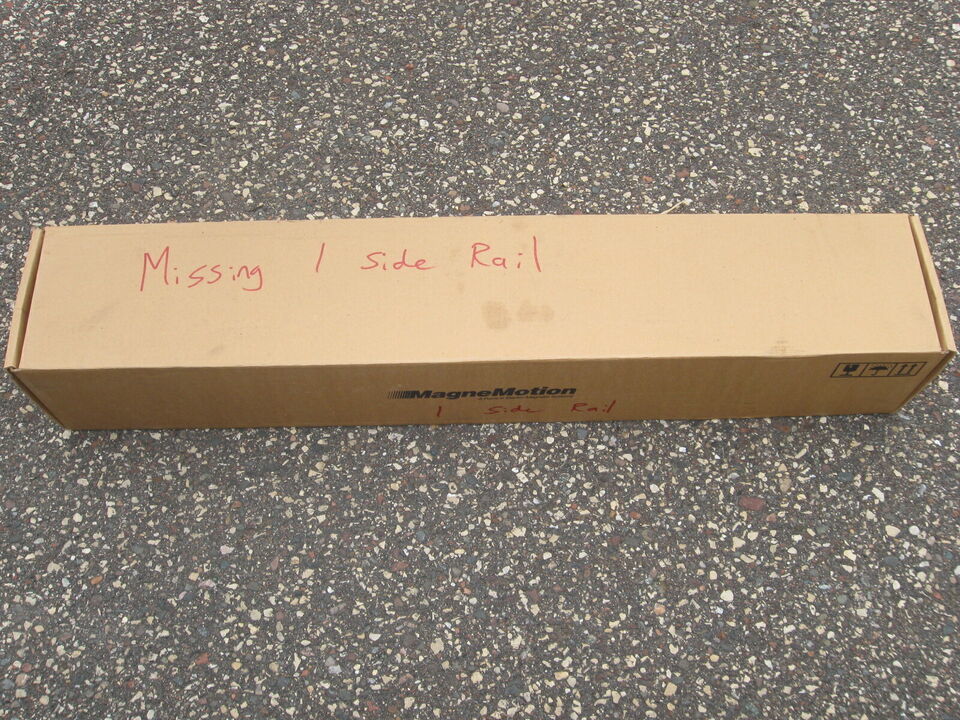 Missing 1 side Rail
MagneMotion
1 Side Rail